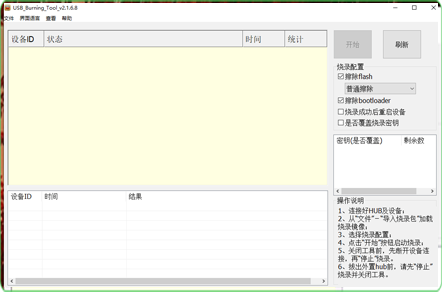 USB_Burning_Tool_v2.1.6.8
文件 界面语言 查看 帮助
设备ID 状态 时间 统计
开始 刷新
烧录配置
擦除flash
普通擦除
擦除bootloader
烧录成功后重启设备
是否覆盖烧录密钥
密钥(是否覆盖) 剩余数
设备ID 时间 结果
操作说明
1、连接好HUB及设备;
2、从“文件”－“导入烧录包”加载
烧录镜像;
3、选择烧录配置;
4、点击“开始”按钮启动烧录;
5、关闭工具前，先断开设备连
接，再“停止”烧录。
6、拔出外置hub前，请先“停止”
烧录并关闭工具。